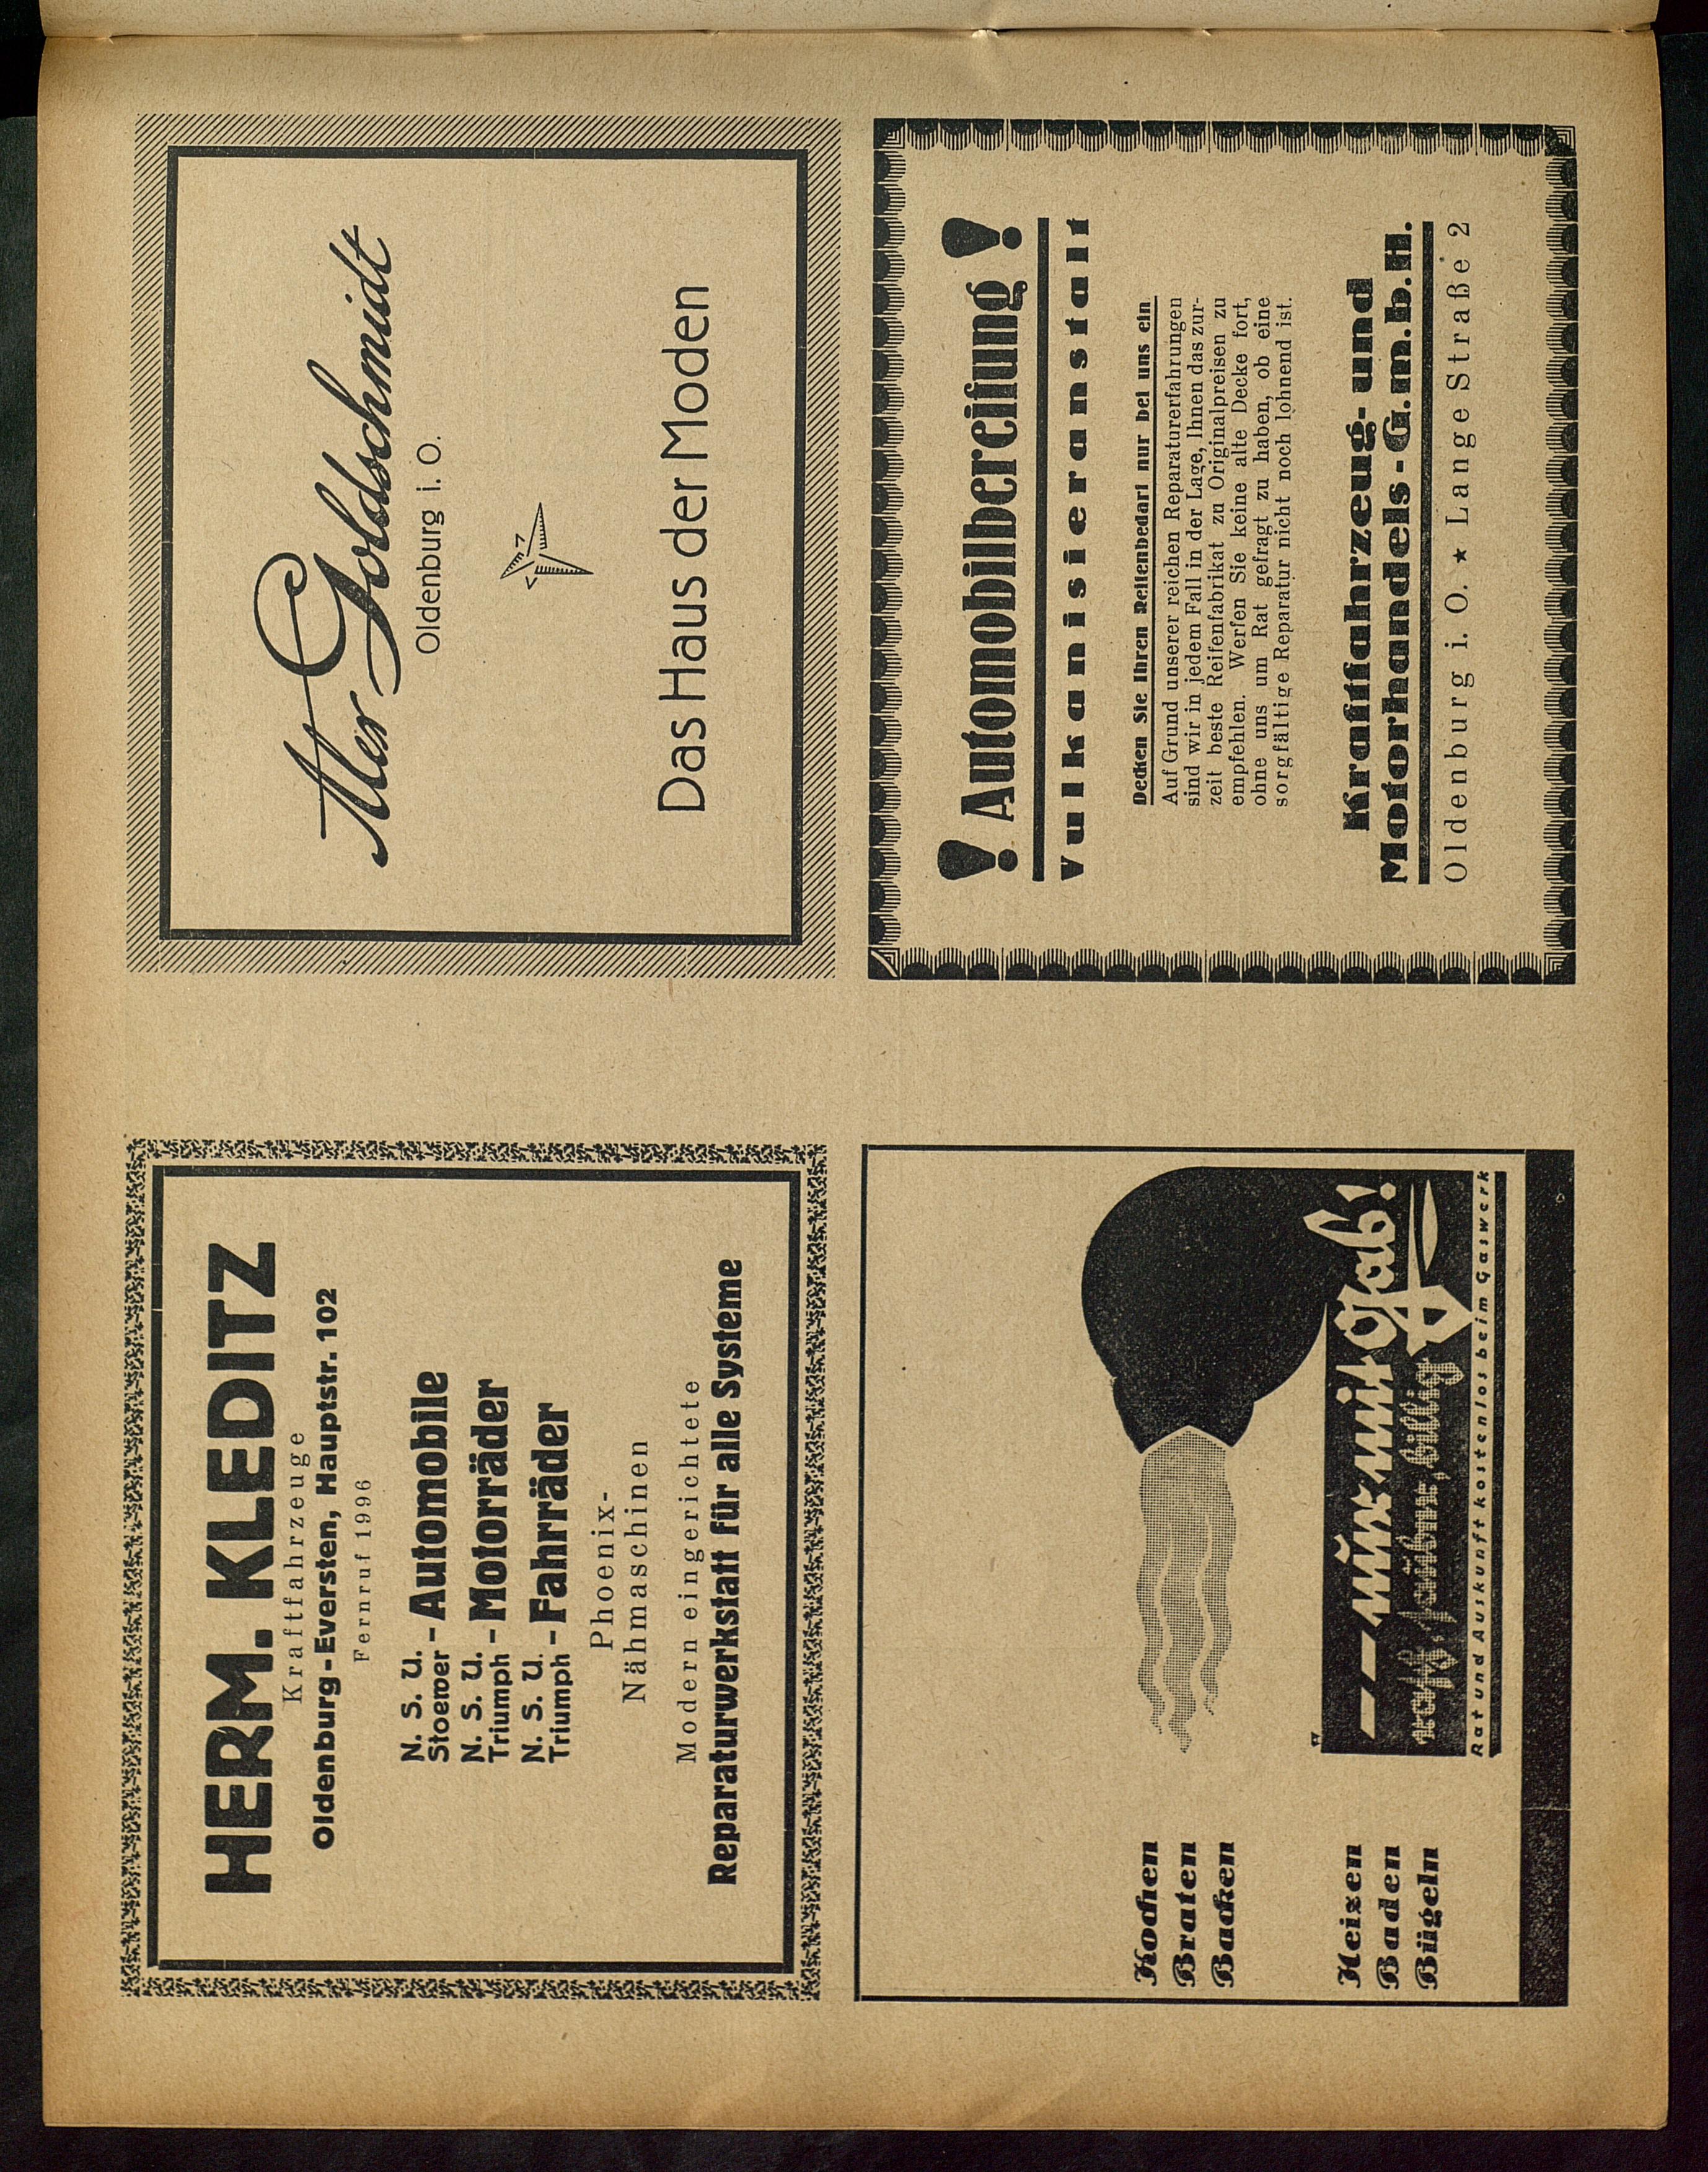 HERM. KLEDITZ
Kraftfahrzeuge
Oldenburg-Eversten, Hauptstr. 102
Fernruf 1996
N. S. U.
Stoewer - Automobile
N. S. U.
Triumph - Motorräder
N. S. U.
Triumph - Fahrräder
Phoenix-
Nähmaschinen
Modern eingerichtete
Reparaturwerkstatt für alle Systeme
Goldschmidt
Oldenburg i. O.
Das Haus der Moden
Kochen
Braten
Backen
Heizen
Baden
Bügeln
— — nur mit Gas!
rasch, sauber, billig
Rat und Auskunft kostenlos beim Gaswerk
! Automobilbereifung !
Vulkanisieranstalt
Decken Sie Ihren Reifenbedarf nur bei uns ein
Auf Grund unserer reichen Reparaturerfahrungen
sind wir in jedem Fall in der Lage, Ihnen das zur-
zeit beste Reifenfabrikat zu Originalpreisen zu
empfehlen. Werfen Sie keine alte Decke fort,
ohne uns um Rat gefragt zu haben, ob eine
sorgfältige Reparatur nicht noch lohnend ist.
Kraftfahrzeug- und
Motorhandels-G.m.b.H.
Oldenburg i. O. ★ Lange Straße 2